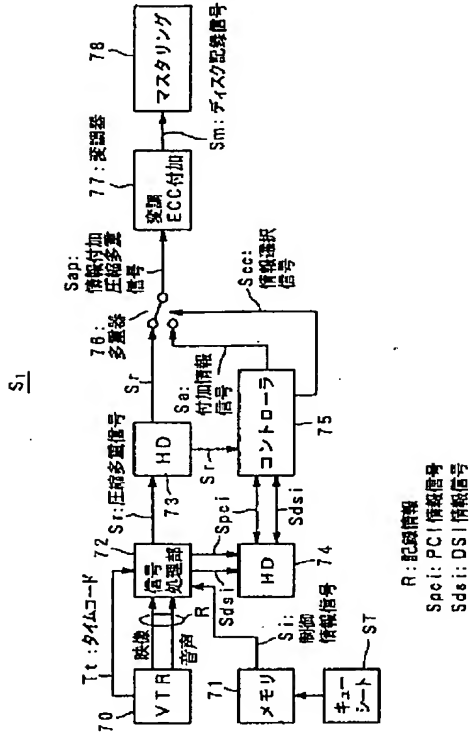 S1
70
VTR
Tt:タイムコード
映像
音声
R
71
メモリ
キュー
シート
ST
Si:
制御
情報信号
72
信号
処理部
Sr:圧縮多重信号
Spci
Sdsi
HD
73
Sr
Sr
HD
74
Spci
Sdsi
コントローラ
75
Sa:
付加情報
信号
Scc:
情報選択
信号
76:
多重器
Sap:
情報付加
圧縮多重
信号
77:変調器
変調
ECC付加
Sm:ディスク記録信号
78
マスタリング
R:記録情報
Spci:PCI情報信号
Sdsi:DSI情報信号